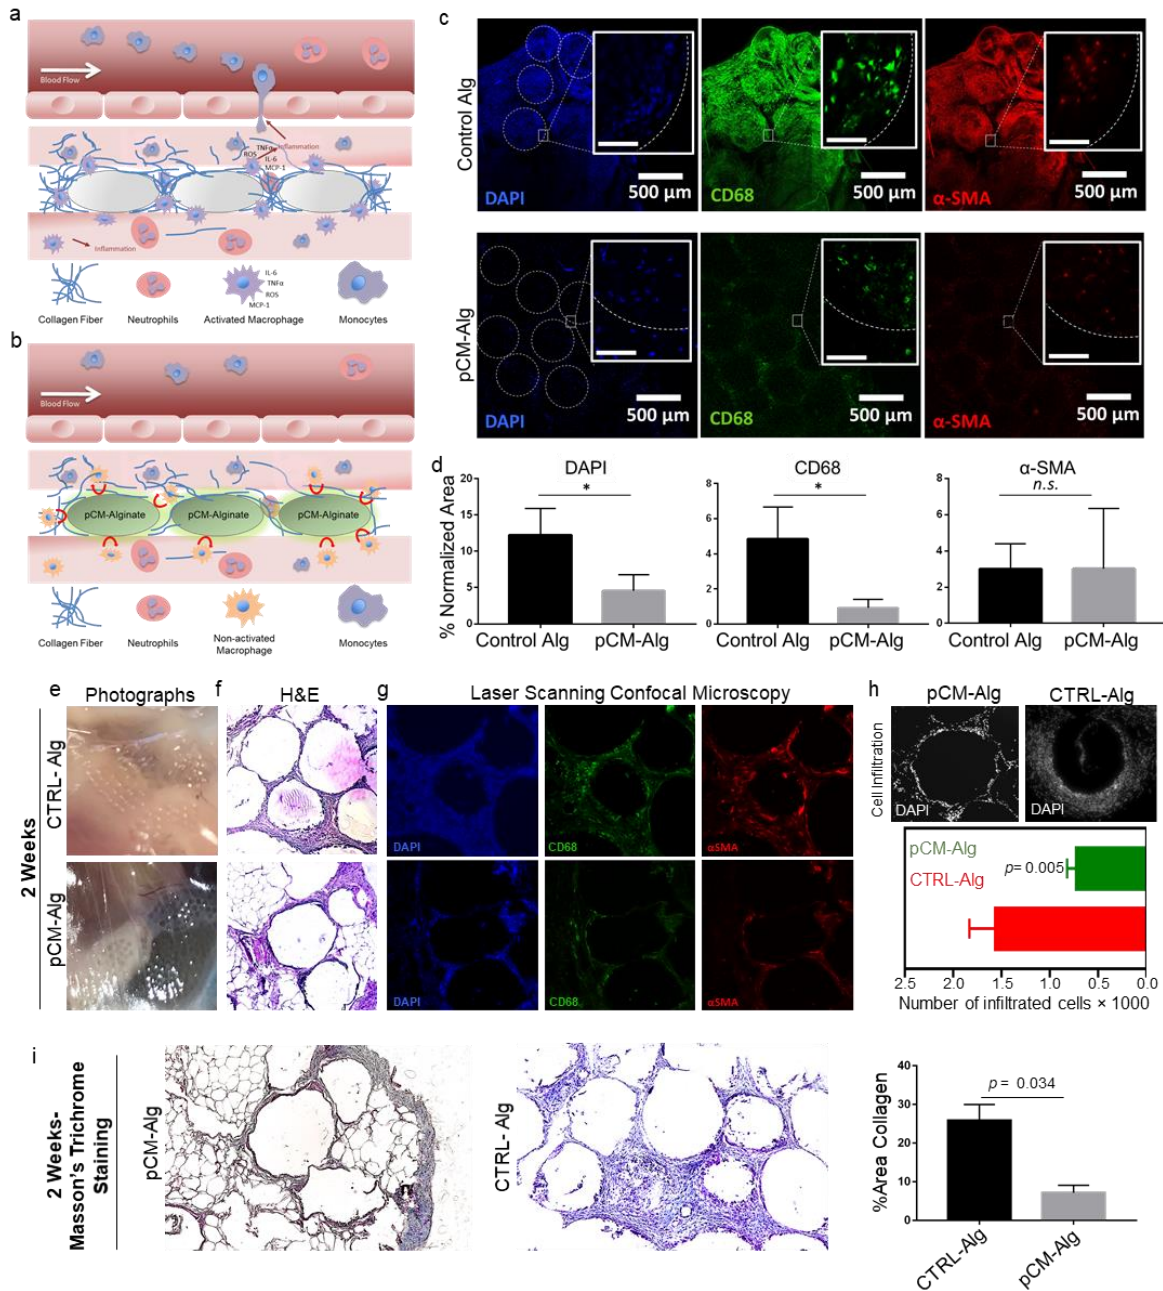 a
Blood Flow
TNFα
ROS
Inflammation
IL-6
MCP-1
Inflammation
IL-6
TNFα
ROS
MCP-1
Collagen Fiber
Neutrophils
Activated Macrophage
Monocytes
b
Blood Flow
pCM-Alginate
pCM-Alginate
pCM-Alginate
Collagen Fiber
Neutrophils
Non-activated
Macrophage
Monocytes
c
Control Alg
DAPI
500 µm
CD68
500 µm
α-SMA
500 µm
pCM-Alg
DAPI
500 µm
CD68
500 µm
α-SMA
500 µm
d
% Normalized Area
DAPI
*
20
15
10
5
0
Control Alg
pCM-Alg
CD68
*
8
6
4
2
0
Control Alg
pCM-Alg
α-SMA
n.s.
8
6
4
2
0
Control Alg
pCM-Alg
e
Photographs
f
H&E
g
Laser Scanning Confocal Microscopy
2 Weeks
CTRL- Alg
pCM-Alg
DAPI
CD68
αSMA
DAPI
CD68
αSMA
h
pCM-Alg
CTRL-Alg
Cell Infiltration
DAPI
DAPI
pCM-Alg
p= 0.005
CTRL-Alg
2.5
2.0
1.5
1.0
0.5
0.0
Number of infiltrated cells × 1000
i
2 Weeks-
Masson's Trichrome
Staining
pCM-Alg
CTRL- Alg
%Area Collagen
p = 0.034
40
30
20
10
0
CTRL-Alg
pCM-Alg